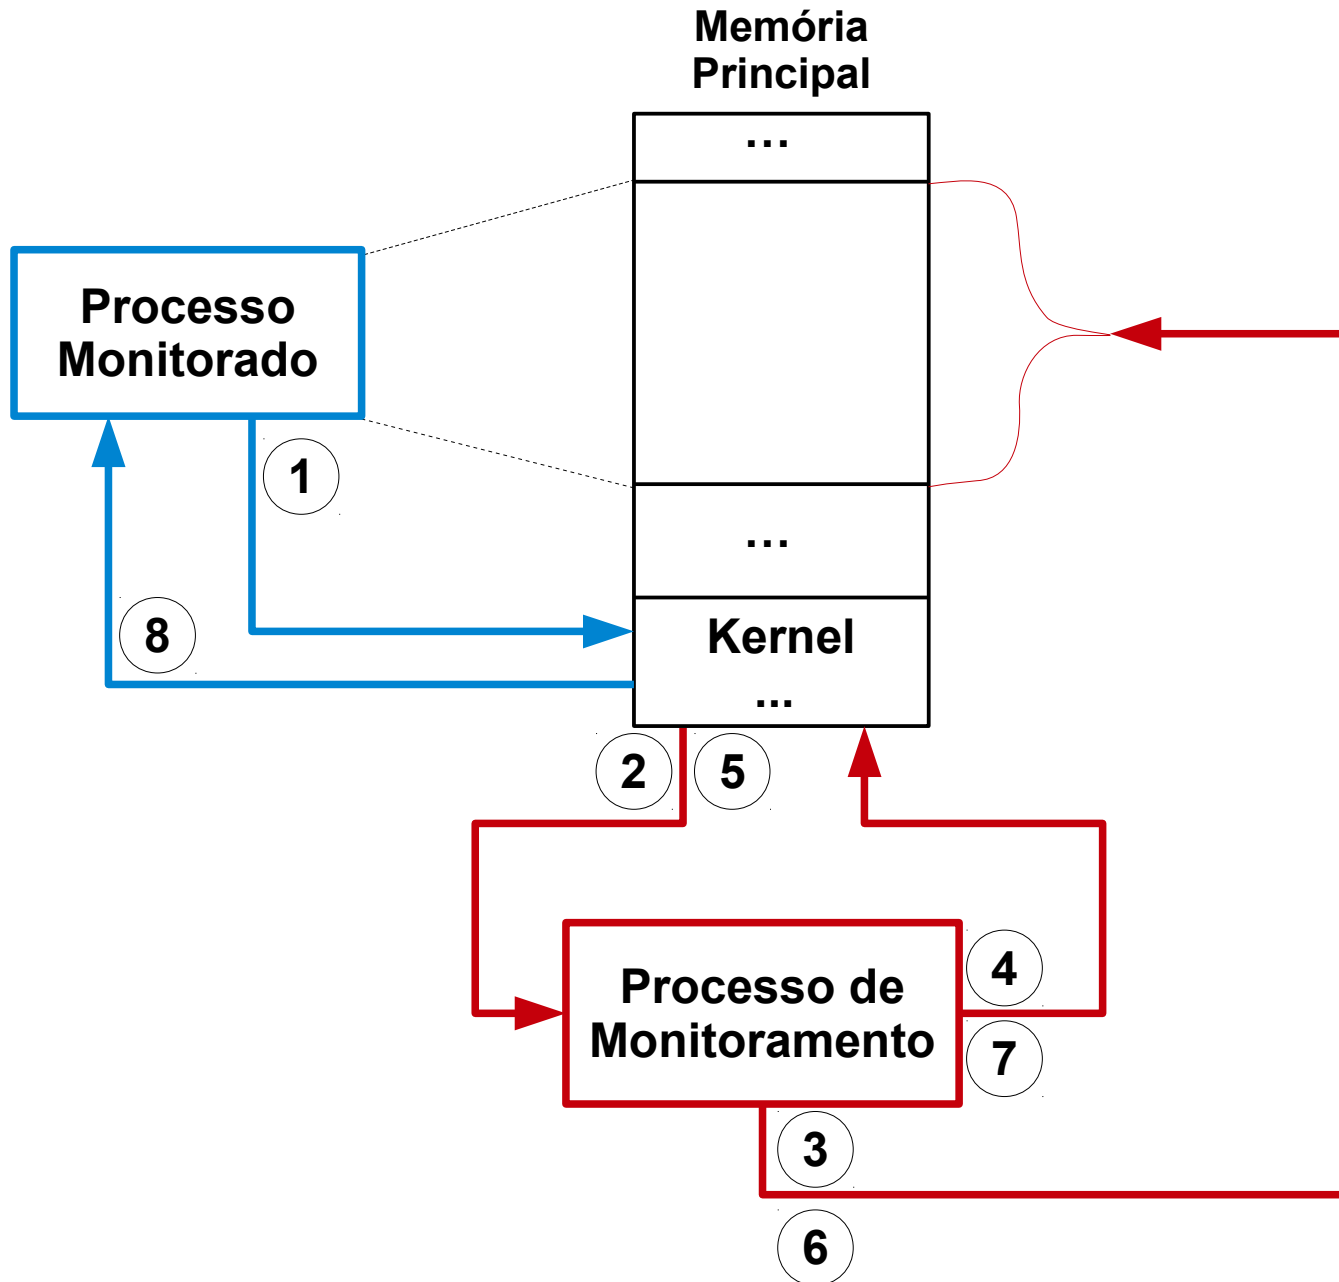 Memória
Principal
...
Processo
Monitorado
1
...
8
Kernel
...
2
5
Processo de
Monitoramento
4
7
3
6